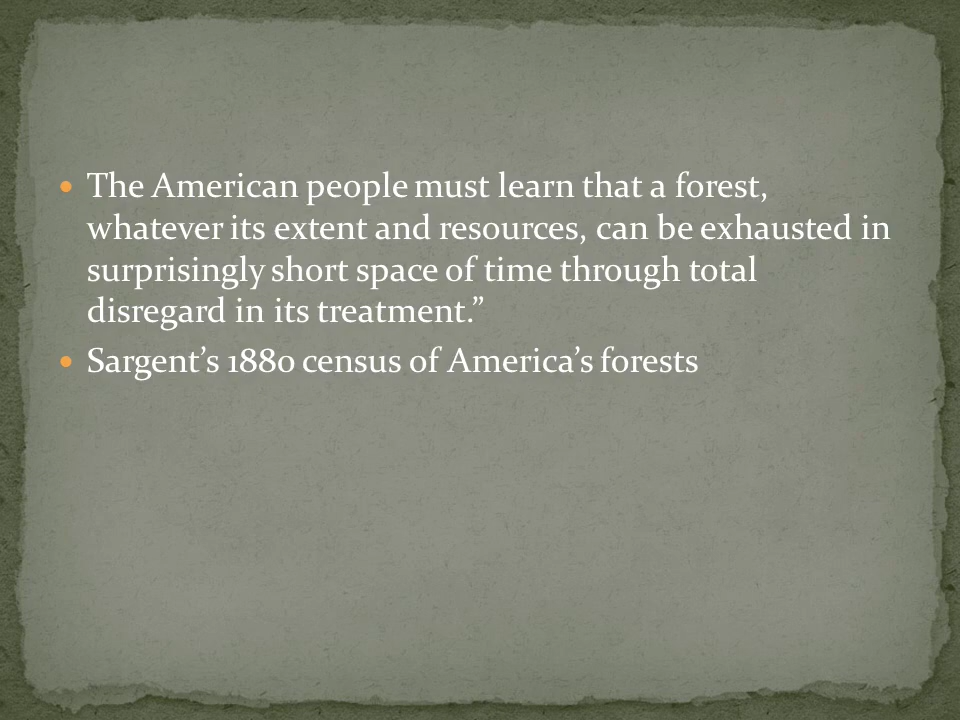 • The American people must learn that a forest,
whatever its extent and resources, can be exhausted in
surprisingly short space of time through total
disregard in its treatment.”
• Sargent’s 1880 census of America’s forests